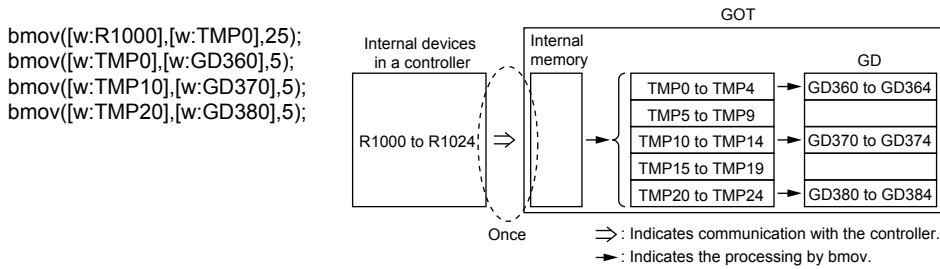 bmov([w:R1000],[w:TMP0],25);
bmov([w:TMP0],[w:GD360],5);
bmov([w:TMP10],[w:GD370],5);
bmov([w:TMP20],[w:GD380],5);
GOT
Internal devices
in a controller
Internal
memory
GD
R1000 to R1024
TMP0 to TMP4
GD360 to GD364
TMP5 to TMP9
TMP10 to TMP14
GD370 to GD374
TMP15 to TMP19
TMP20 to TMP24
GD380 to GD384
Once
⇒ : Indicates communication with the controller.
→ : Indicates the processing by bmov.